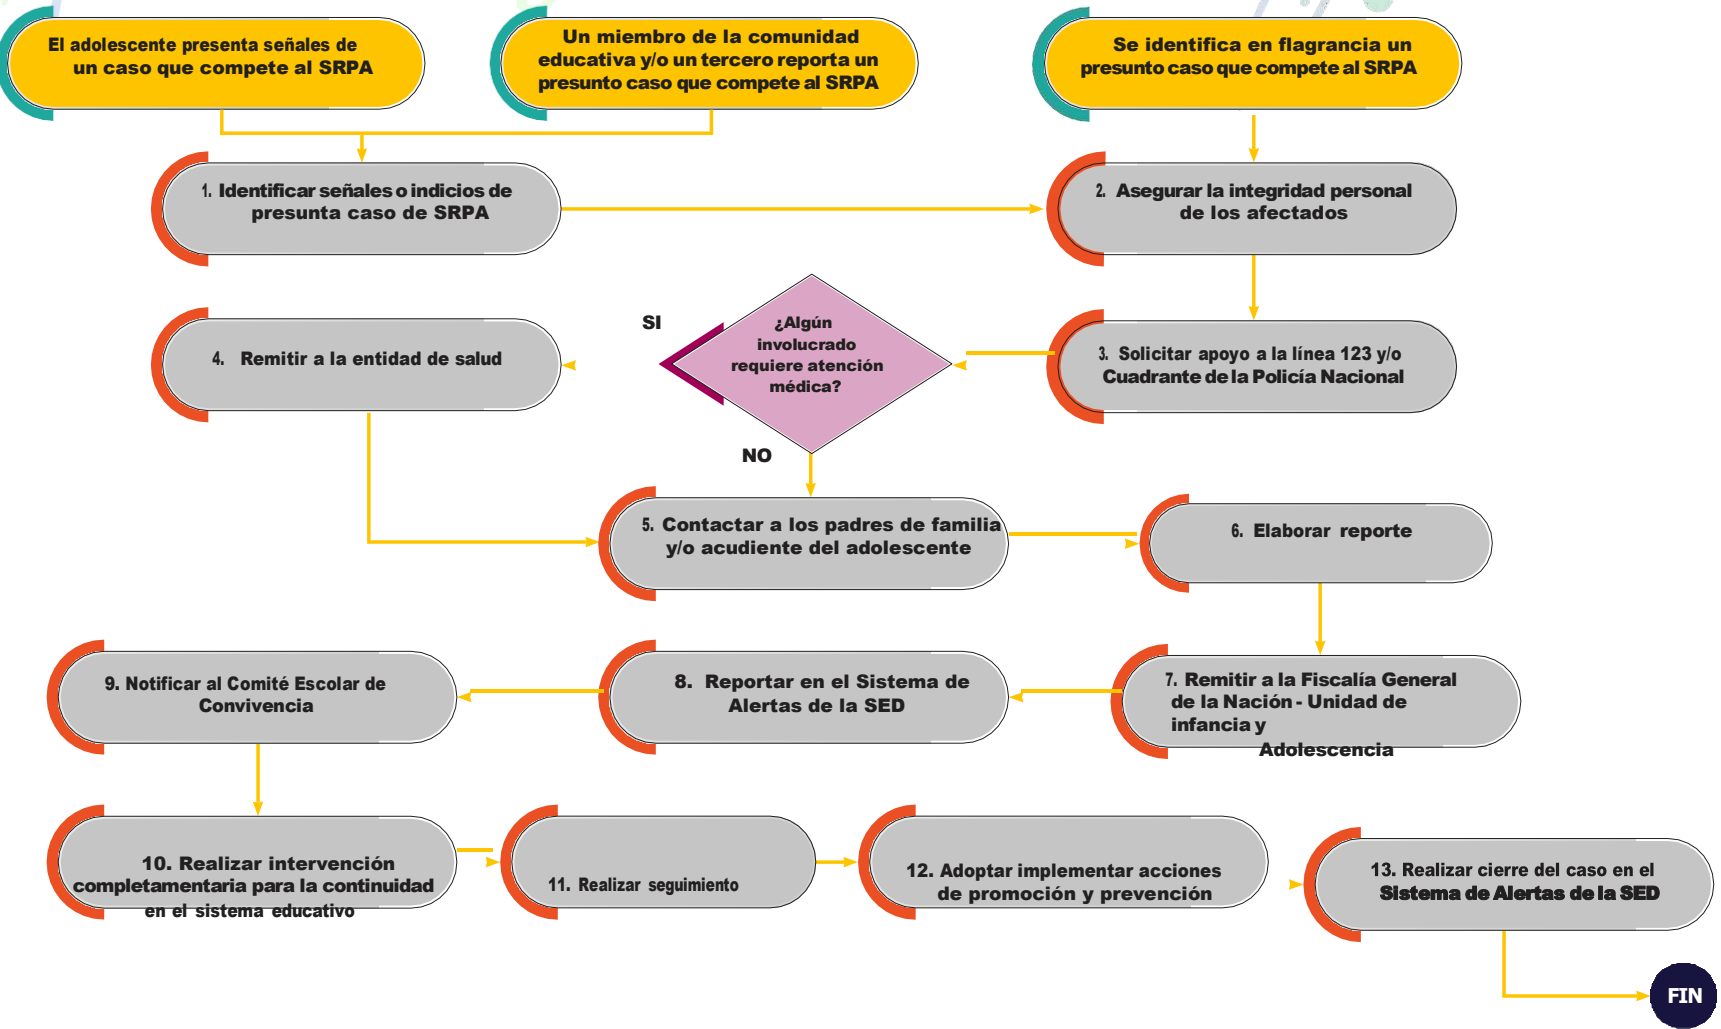 El adolescente presenta señales de
un caso que compete al SRPA
Un miembro de la comunidad
educativa y/o un tercero reporta un
presunto caso que compete al SRPA
Se identifica en flagrancia un
presunto caso que compete al SRPA
1. Identificar señales o indicios de
presunta caso de SRPA
2. Asegurar la integridad personal
de los afectados
SI
¿Algún
involucrado
requiere atención
médica?
3. Solicitar apoyo a la línea 123 y/o
Cuadrante de la Policía Nacional
4. Remitir a la entidad de salud
NO
5. Contactar a los padres de familia
y/o acudiente del adolescente
6. Elaborar reporte
7. Remitir a la Fiscalía General
de la Nación - Unidad de
infancia y
Adolescencia
8. Reportar en el Sistema de
Alertas de la SED
9. Notificar al Comité Escolar de
Convivencia
10. Realizar intervención
completamentaria para la continuidad
en el sistema educativo
11. Realizar seguimiento
12. Adoptar implementar acciones
de promoción y prevención
13. Realizar cierre del caso en el
Sistema de Alertas de la SED
FIN